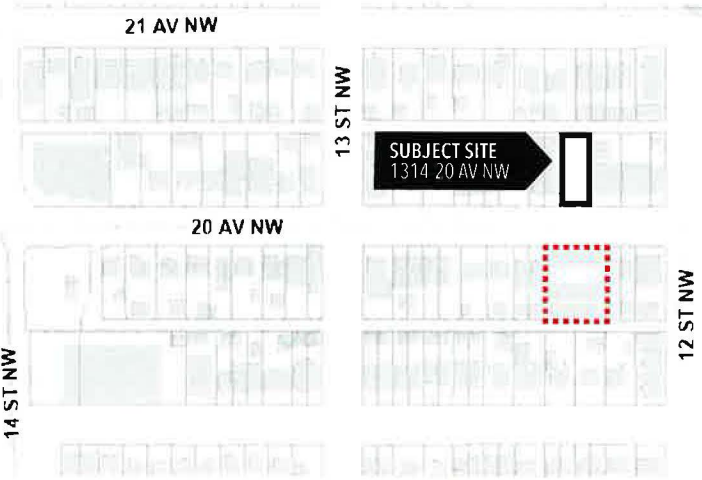 21 AV NW
13 ST NW
SUBJECT SITE
1314 20 AV NW
20 AV NW
12 ST NW
14 ST NW